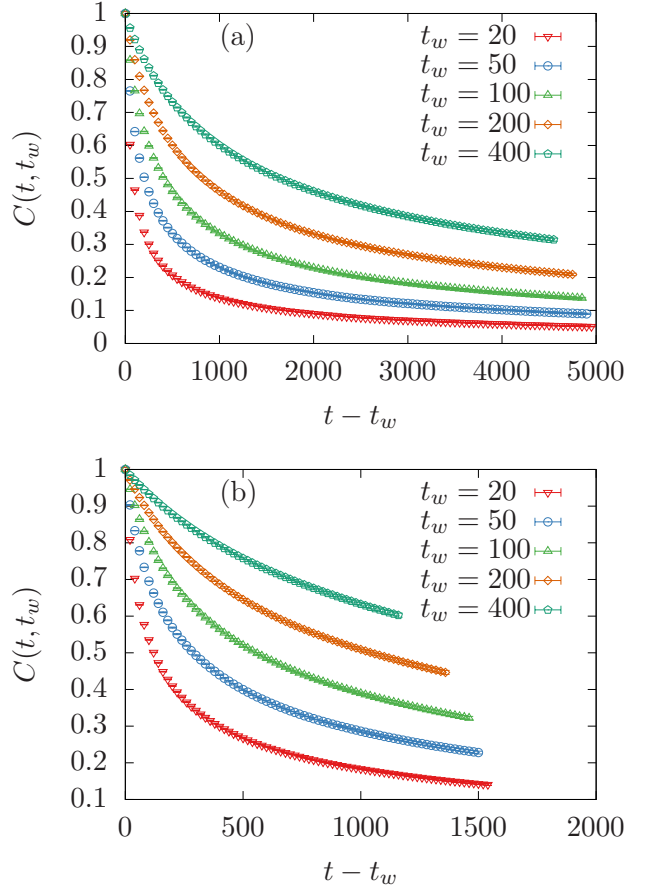 (a)
C(t, t_w)
1
0.9
0.8
0.7
0.6
0.5
0.4
0.3
0.2
0.1
0
t_w = 20
t_w = 50
t_w = 100
t_w = 200
t_w = 400
0 1000 2000 3000 4000 5000
t − t_w
(b)
C(t, t_w)
1
0.9
0.8
0.7
0.6
0.5
0.4
0.3
0.2
0.1
t_w = 20
t_w = 50
t_w = 100
t_w = 200
t_w = 400
0 500 1000 1500 2000
t − t_w